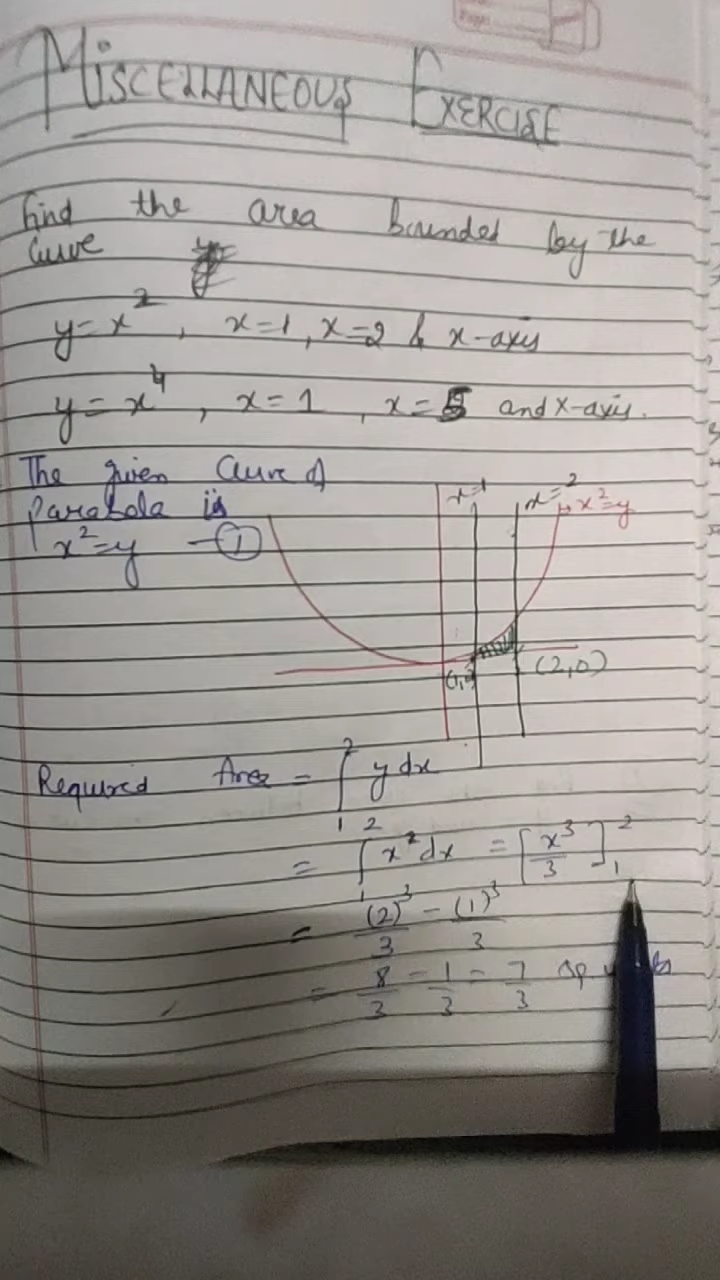 MISCELLANEOUS EXERCISE
find the area bounded by the
Curve
y = x², x=1, x=2 & x-axis
y = x⁴, x = 1, x = 5 and X-axis.
The given Curve of
Parabola is
x² = y —①
x=1
x=2
x²=y
(2,0)
Required Area = ∫₁² y dx
= ∫₁² x² dx = [x³/3]₁²
= (2)³/3 - (1)³/3
= 8/3 - 1/3 = 7/3 sq